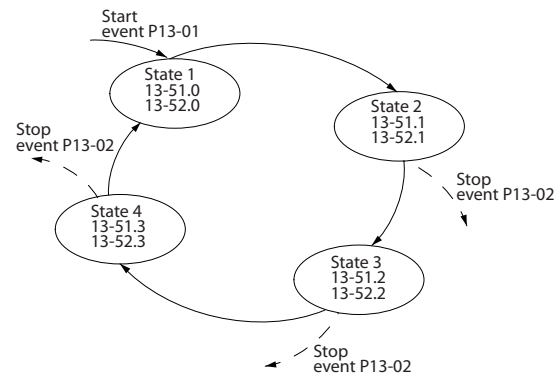 Start
event P13-01
State 1
13-51.0
13-52.0
State 2
13-51.1
13-52.1
Stop
event P13-02
Stop
event P13-02
State 4
13-51.3
13-52.3
State 3
13-51.2
13-52.2
Stop
event P13-02